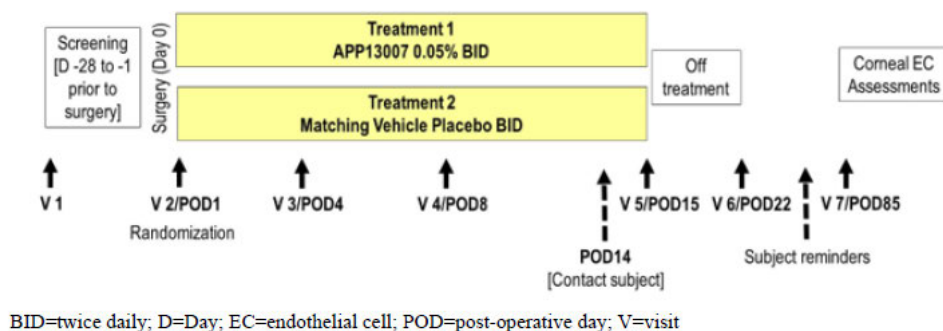 Screening
[D -28 to -1
prior to
surgery]
Surgery (Day 0)
Treatment 1
APP13007 0.05% BID
Treatment 2
Matching Vehicle Placebo BID
Off
treatment
Corneal EC
Assessments
V 1
V 2/POD1
Randomization
V 3/POD4
V 4/POD8
POD14
[Contact subject]
V 5/POD15
V 6/POD22
Subject reminders
V 7/POD85
BID=twice daily; D=Day; EC=endothelial cell; POD=post-operative day; V=visit